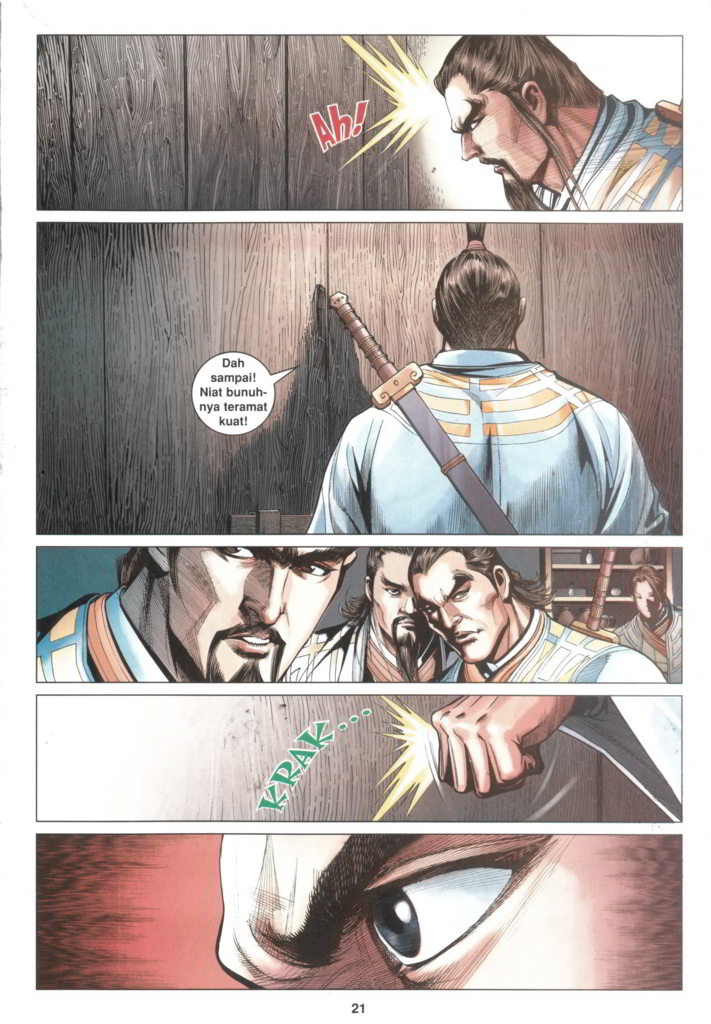 Ah!
Dah
sampai!
Niat bunuh-
nya teramat
kuat!
KRAK...
21